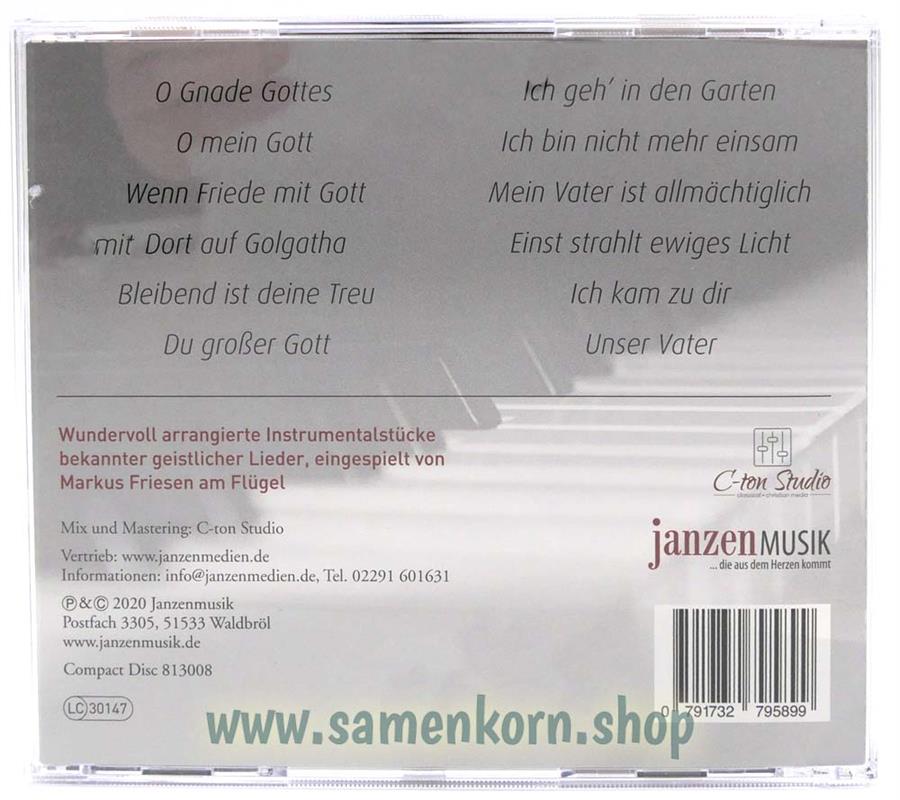 O Gnade Gottes
O mein Gott
Wenn Friede mit Gott
mit Dort auf Golgatha
Bleibend ist deine Treu
Du großer Gott
Ich geh' in den Garten
Ich bin nicht mehr einsam
Mein Vater ist allmächtiglich
Einst strahlt ewiges Licht
Ich kam zu dir
Unser Vater
Wundervoll arrangierte Instrumentalstücke
bekannter geistlicher Lieder, eingespielt von
Markus Friesen am Flügel
Mix und Mastering: C-ton Studio
Vertrieb: www.janzenmedien.de
Informationen: info@janzenmedien.de, Tel. 02291 601631
℗&© 2020 Janzenmusik
Postfach 3305, 51533 Waldbröl
www.janzenmusik.de
Compact Disc 813008
LC 30147
C-ton Studio
classical • christian media
janzenMUSIK
... die aus dem Herzen kommt
0 791732 795899
www.samenkorn.shop